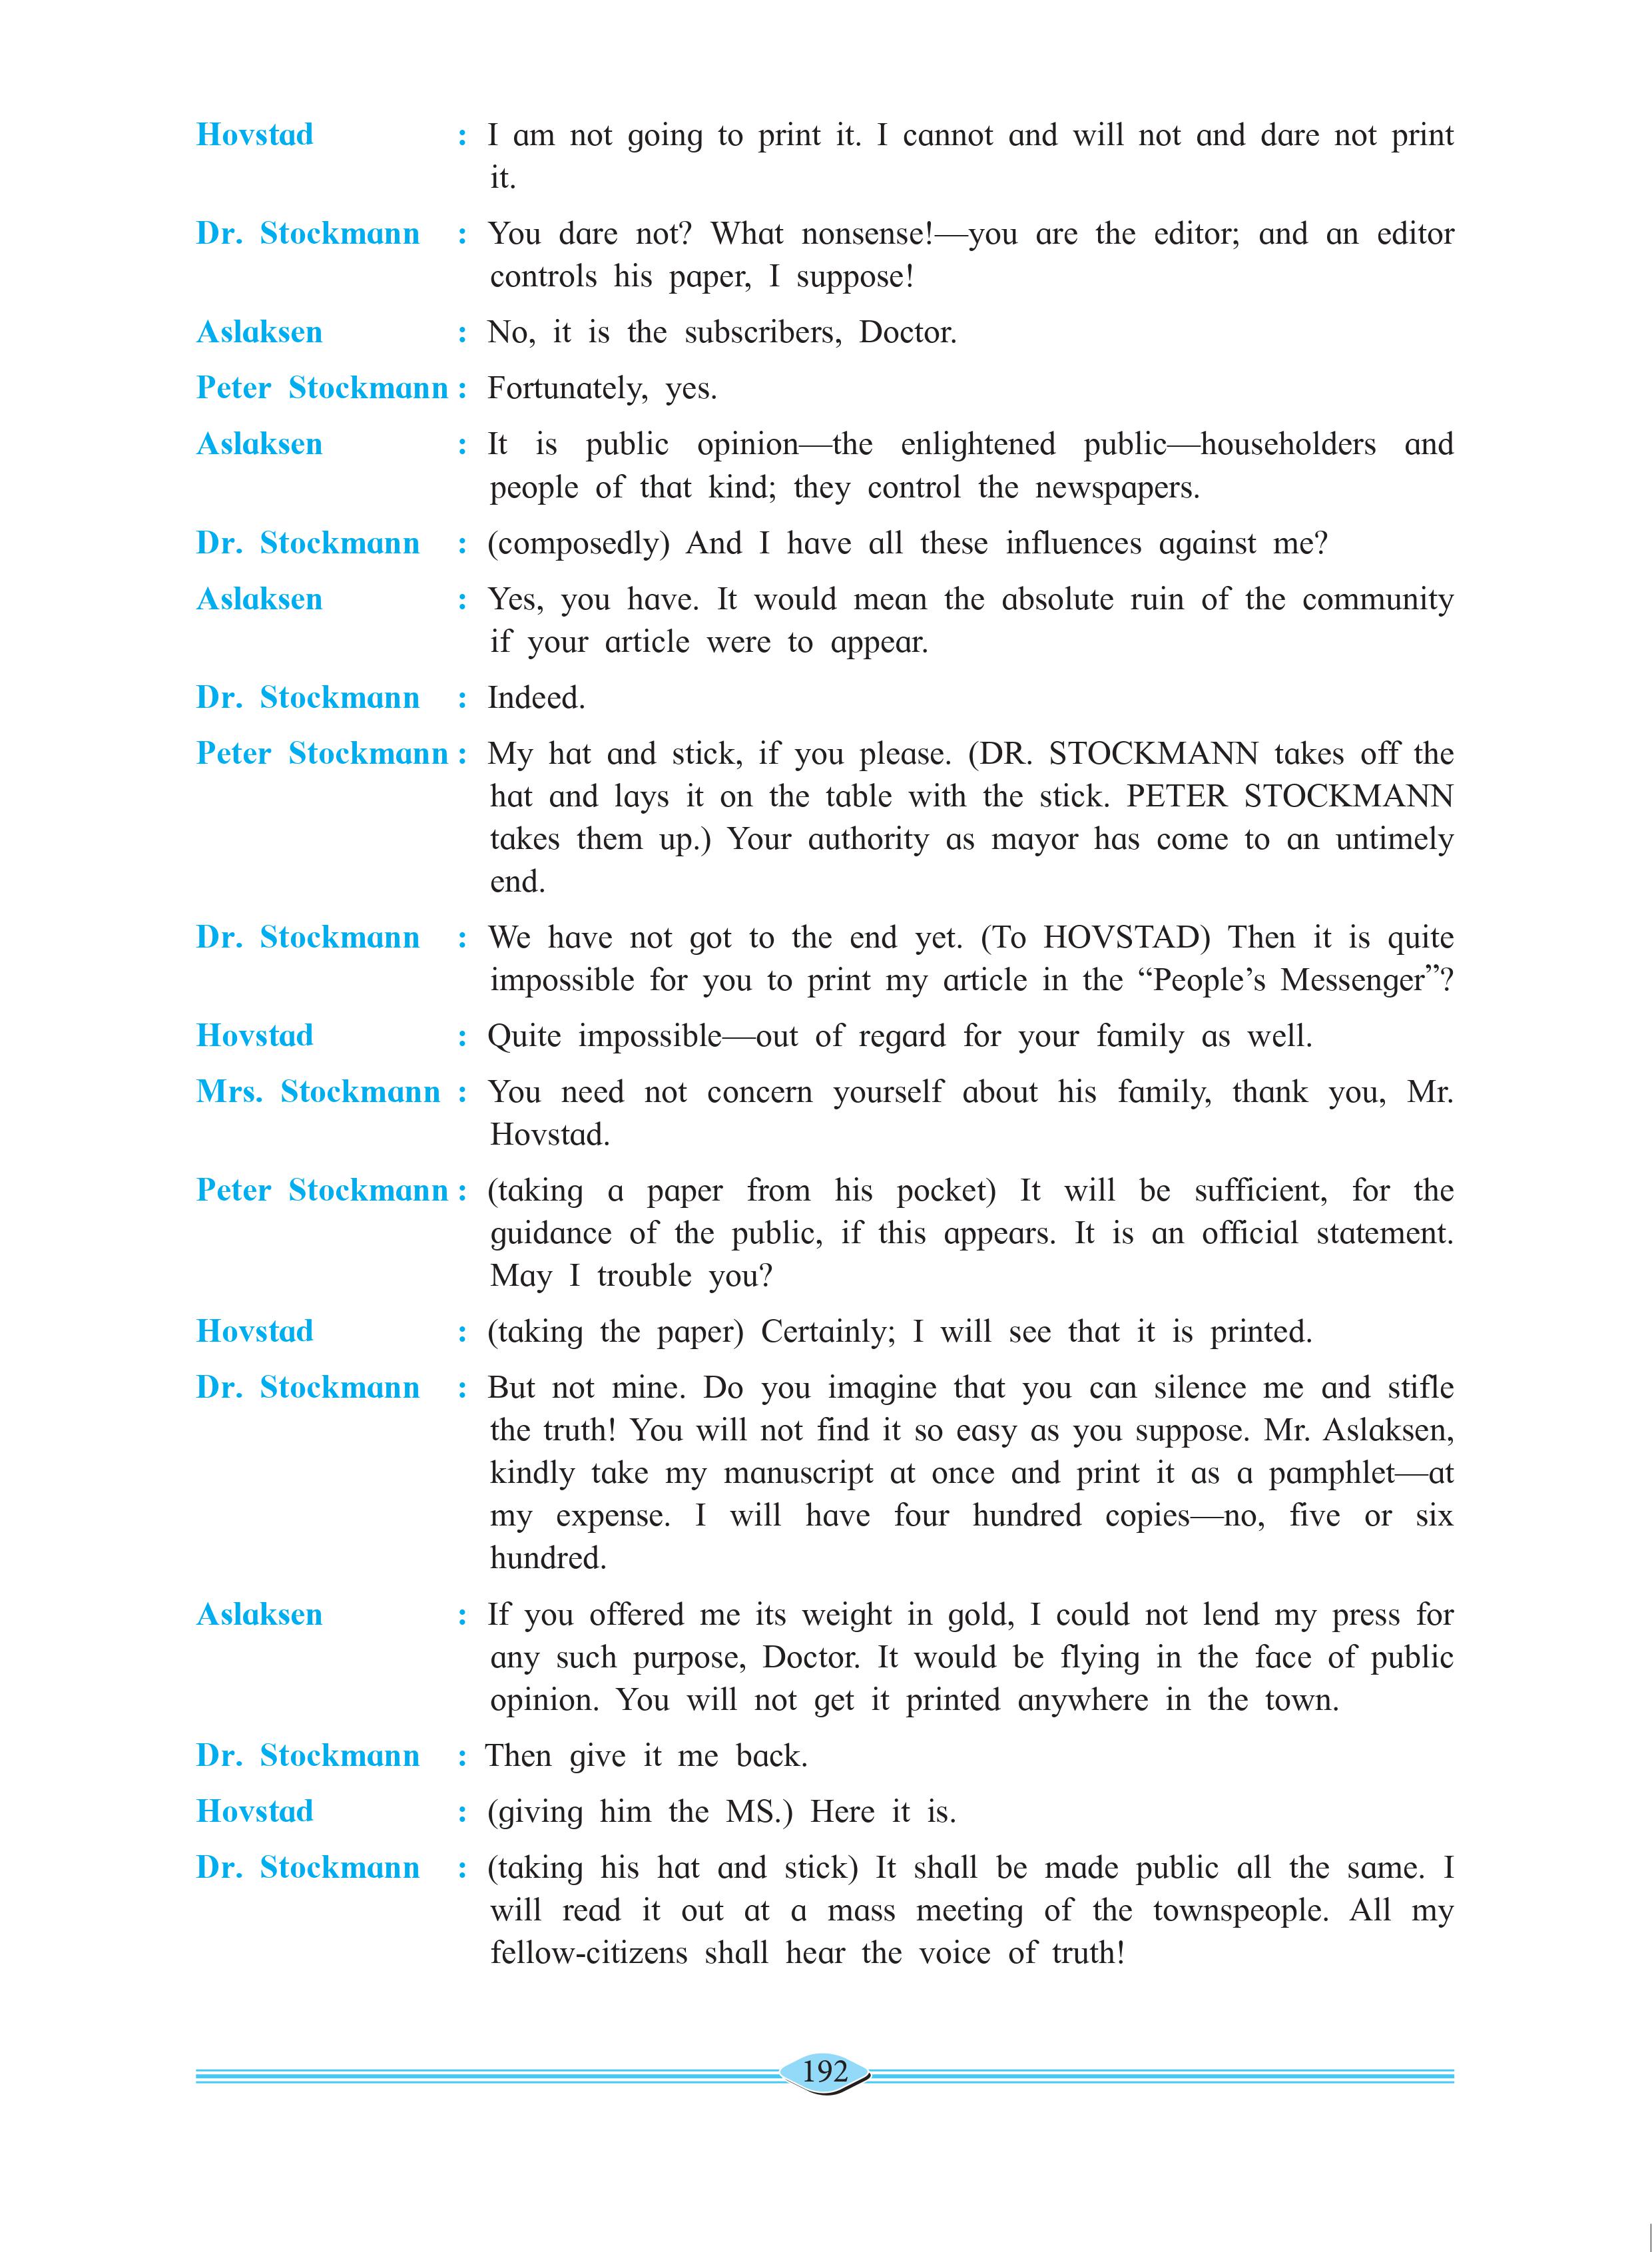 Hovstad : I am not going to print it. I cannot and will not and dare not print
it.
Dr. Stockmann : You dare not? What nonsense!—you are the editor; and an editor
controls his paper, I suppose!
Aslaksen : No, it is the subscribers, Doctor.
Peter Stockmann : Fortunately, yes.
Aslaksen : It is public opinion—the enlightened public—householders and
people of that kind; they control the newspapers.
Dr. Stockmann : (composedly) And I have all these influences against me?
Aslaksen : Yes, you have. It would mean the absolute ruin of the community
if your article were to appear.
Dr. Stockmann : Indeed.
Peter Stockmann : My hat and stick, if you please. (DR. STOCKMANN takes off the
hat and lays it on the table with the stick. PETER STOCKMANN
takes them up.) Your authority as mayor has come to an untimely
end.
Dr. Stockmann : We have not got to the end yet. (To HOVSTAD) Then it is quite
impossible for you to print my article in the “People’s Messenger”?
Hovstad : Quite impossible—out of regard for your family as well.
Mrs. Stockmann : You need not concern yourself about his family, thank you, Mr.
Hovstad.
Peter Stockmann : (taking a paper from his pocket) It will be sufficient, for the
guidance of the public, if this appears. It is an official statement.
May I trouble you?
Hovstad : (taking the paper) Certainly; I will see that it is printed.
Dr. Stockmann : But not mine. Do you imagine that you can silence me and stifle
the truth! You will not find it so easy as you suppose. Mr. Aslaksen,
kindly take my manuscript at once and print it as a pamphlet—at
my expense. I will have four hundred copies—no, five or six
hundred.
Aslaksen : If you offered me its weight in gold, I could not lend my press for
any such purpose, Doctor. It would be flying in the face of public
opinion. You will not get it printed anywhere in the town.
Dr. Stockmann : Then give it me back.
Hovstad : (giving him the MS.) Here it is.
Dr. Stockmann : (taking his hat and stick) It shall be made public all the same. I
will read it out at a mass meeting of the townspeople. All my
fellow-citizens shall hear the voice of truth!
192